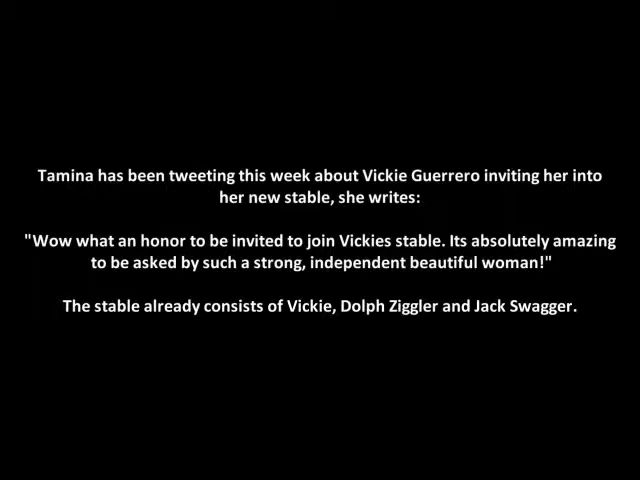 Tamina has been tweeting this week about Vickie Guerrero inviting her into
her new stable, she writes:
"Wow what an honor to be invited to join Vickies stable. Its absolutely amazing
to be asked by such a strong, independent beautiful woman!"
The stable already consists of Vickie, Dolph Ziggler and Jack Swagger.